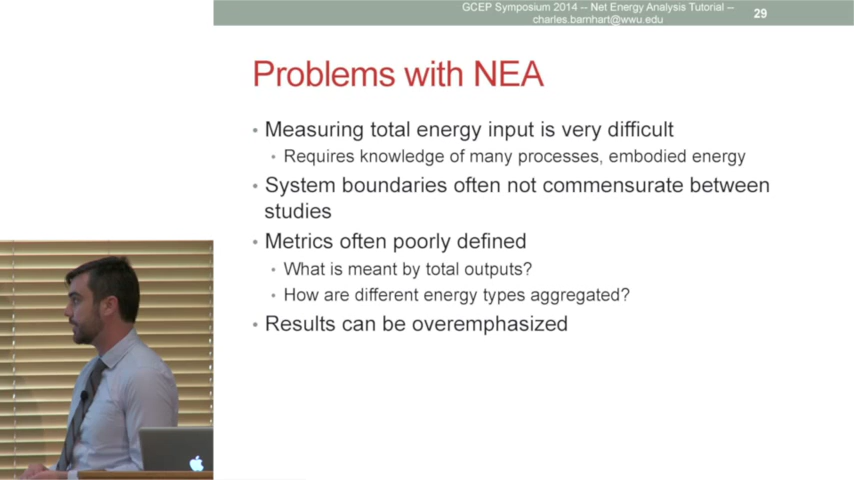 GCEP Symposium 2014 -- Net Energy Analysis Tutorial --
charles.barnhart@wwu.edu
29
Problems with NEA
• Measuring total energy input is very difficult
• Requires knowledge of many processes, embodied energy
• System boundaries often not commensurate between
studies
• Metrics often poorly defined
• What is meant by total outputs?
• How are different energy types aggregated?
• Results can be overemphasized